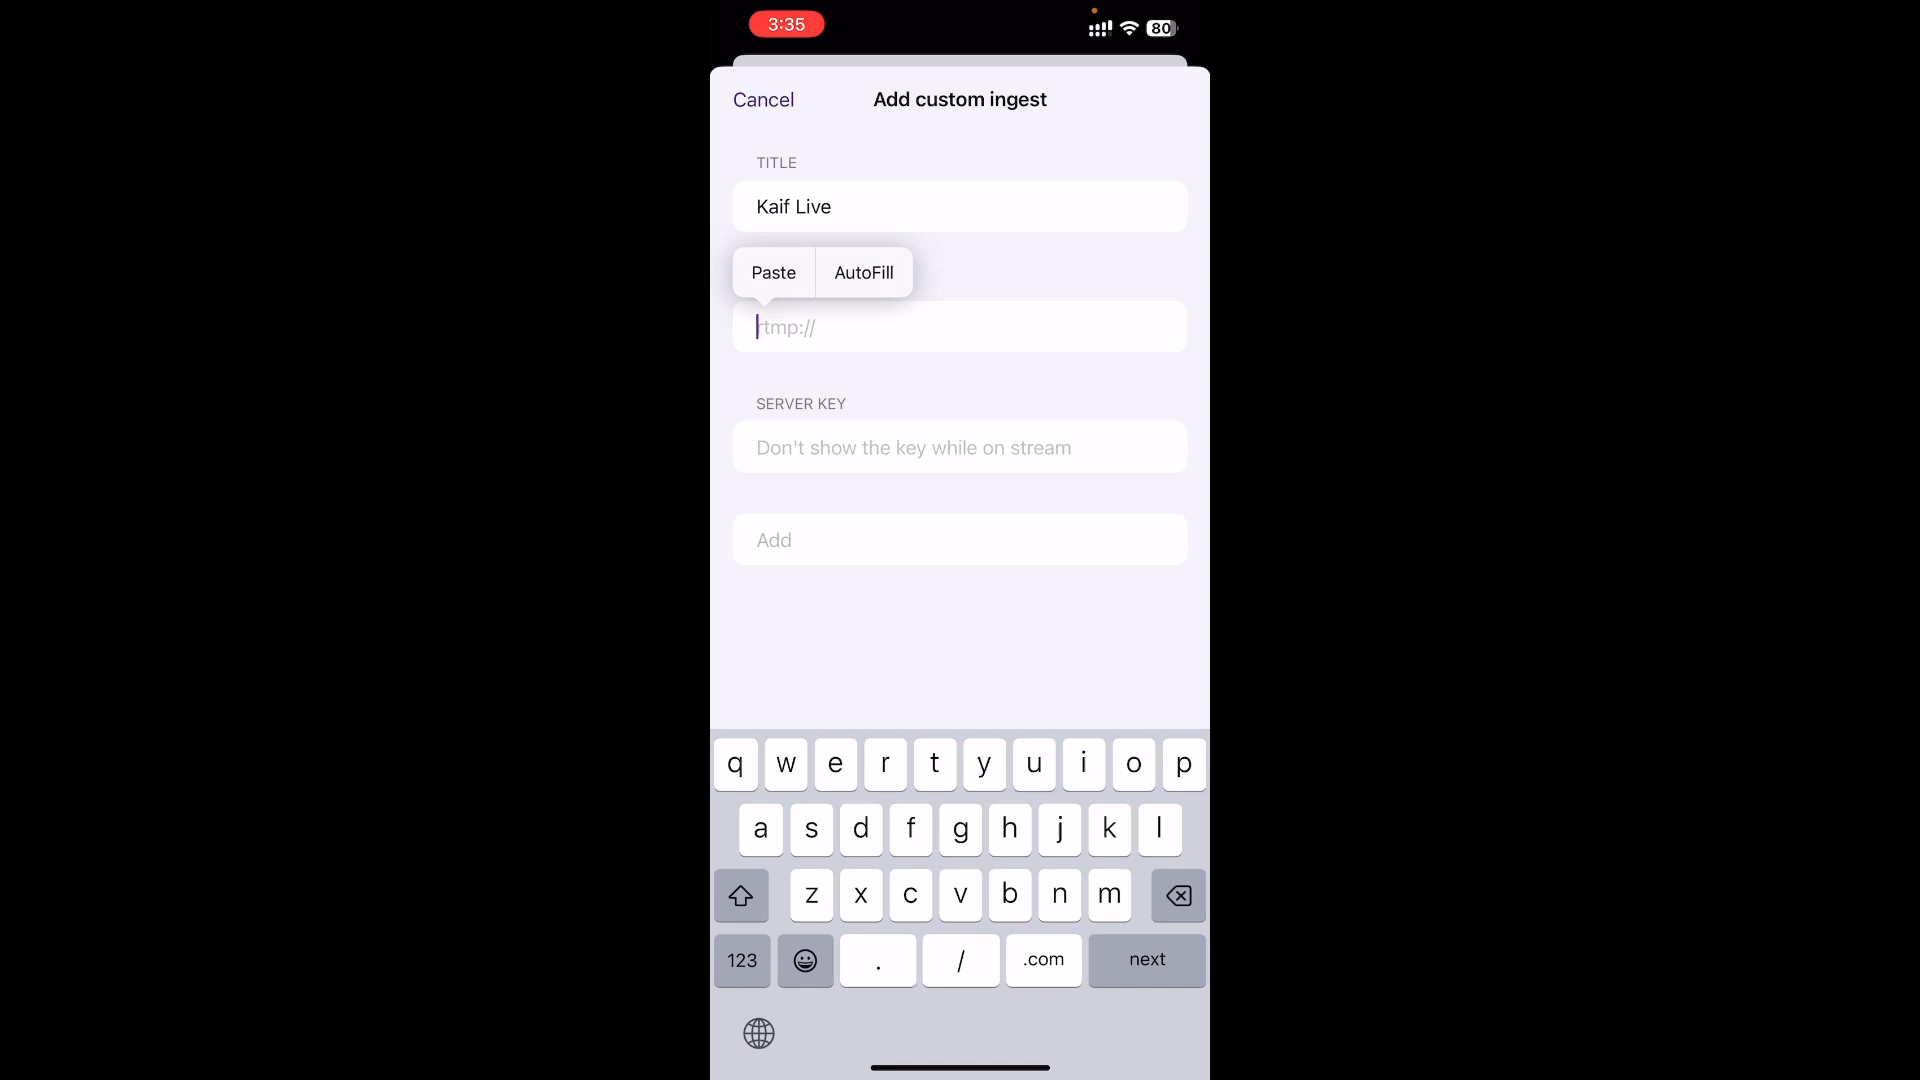 3:35
80
Cancel
Add custom ingest
TITLE
Kaif Live
Paste
AutoFill
rtmp://
SERVER KEY
Don't show the key while on stream
Add
q w e r t y u i o p
a s d f g h j k l
z x c v b n m
123 . / .com next